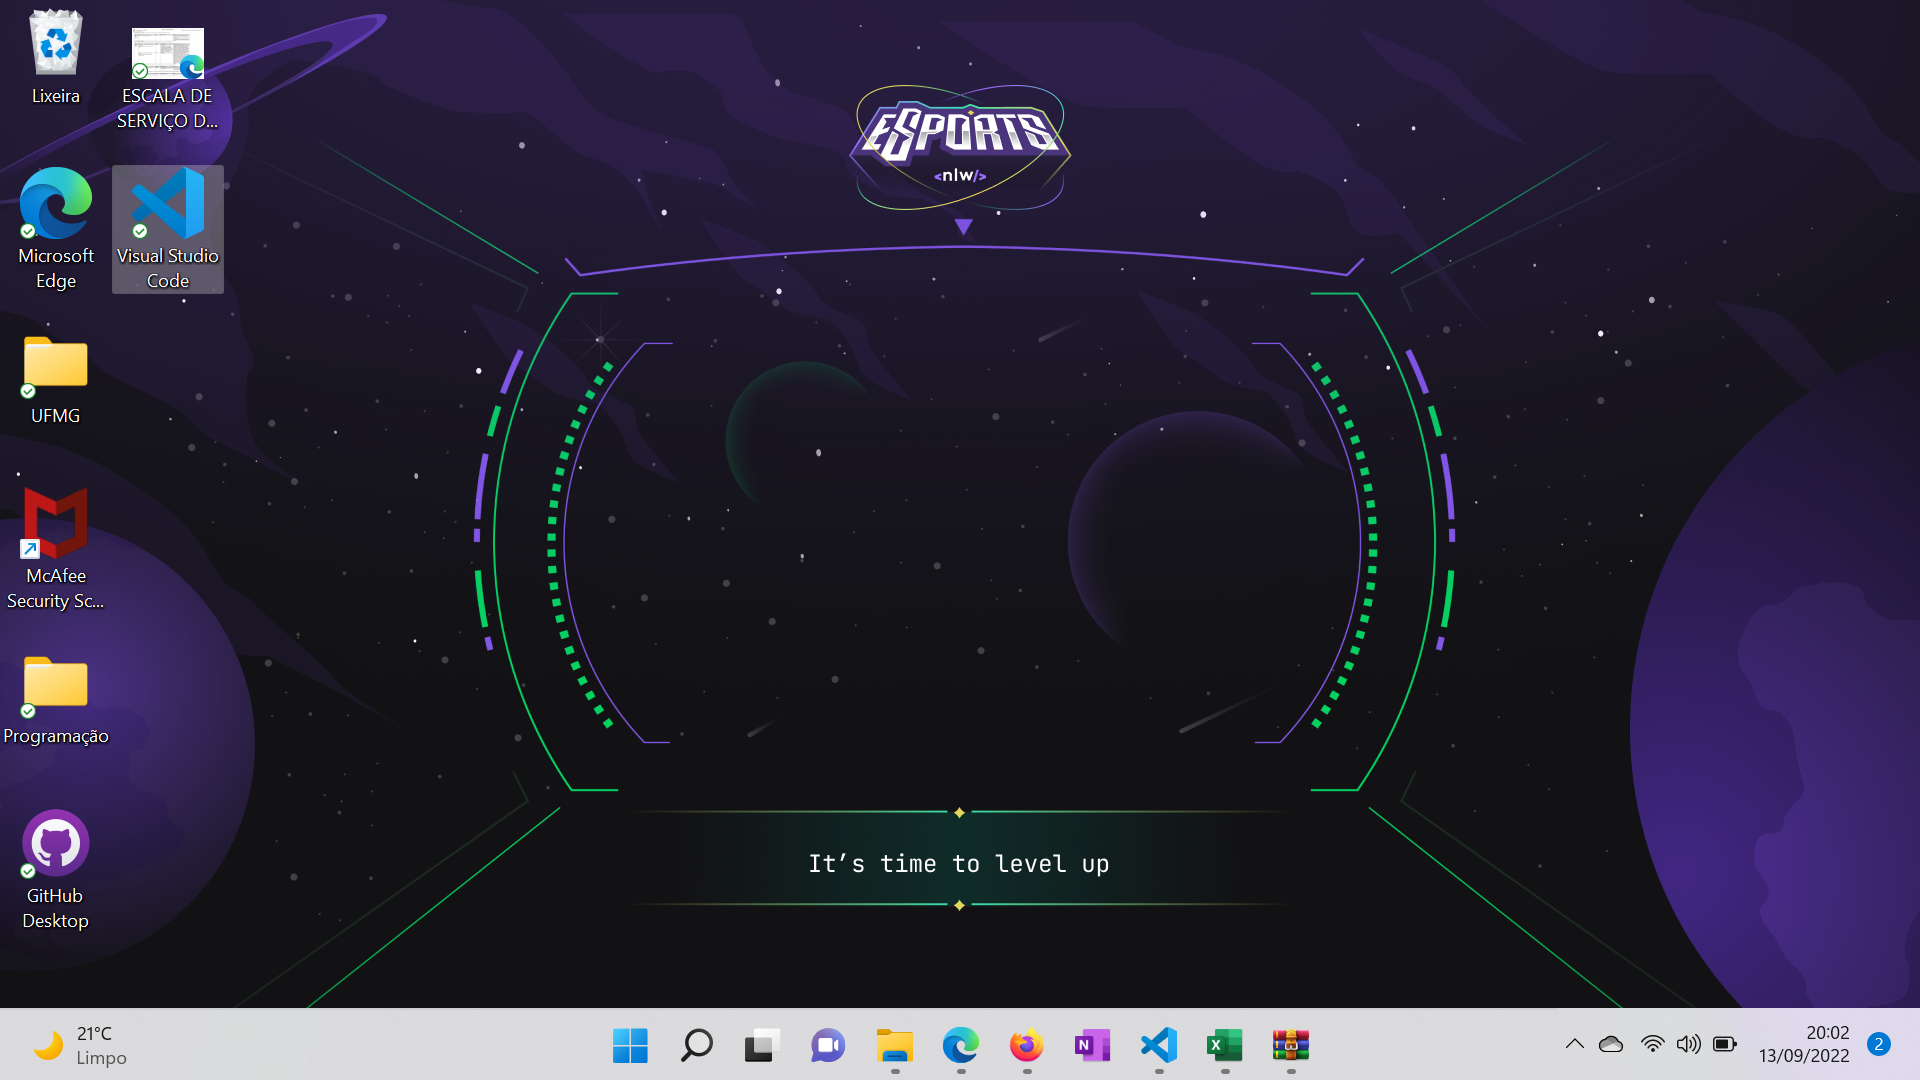 Lixeira
ESCALA DE
SERVIÇO D...
Microsoft
Edge
Visual Studio
Code
UFMG
McAfee
Security Sc...
Programação
GitHub
Desktop
ESPORTS
<nlw/>
It’s time to level up
21°C
Limpo
N
X
20:02
13/09/2022
2